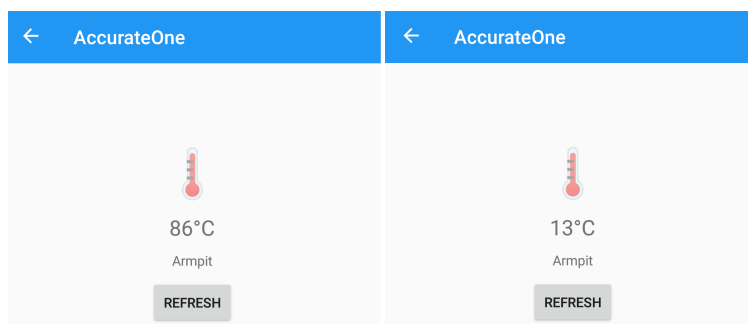 AccurateOne
86°C
Armpit
REFRESH
AccurateOne
13°C
Armpit
REFRESH